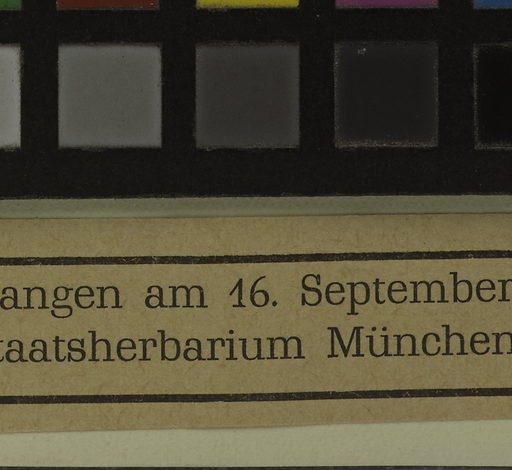 angen am 16. September
taatsherbarium München